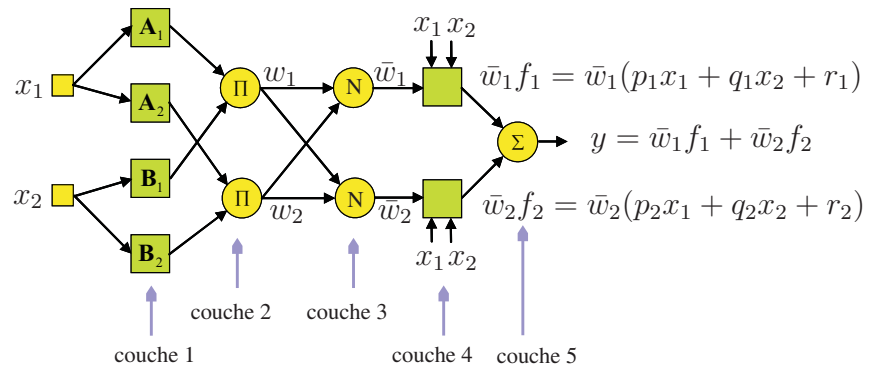 A₁
x₁ x₂
x₁
w₁
w̄₁
w̄₁f₁ = w̄₁(p₁x₁ + q₁x₂ + r₁)
Π
N
A₂
Σ
y = w̄₁f₁ + w̄₂f₂
B₁
x₂
Π
N
w₂
w̄₂
w̄₂f₂ = w̄₂(p₂x₁ + q₂x₂ + r₂)
B₂
x₁ x₂
couche 2
couche 3
couche 1
couche 4
couche 5